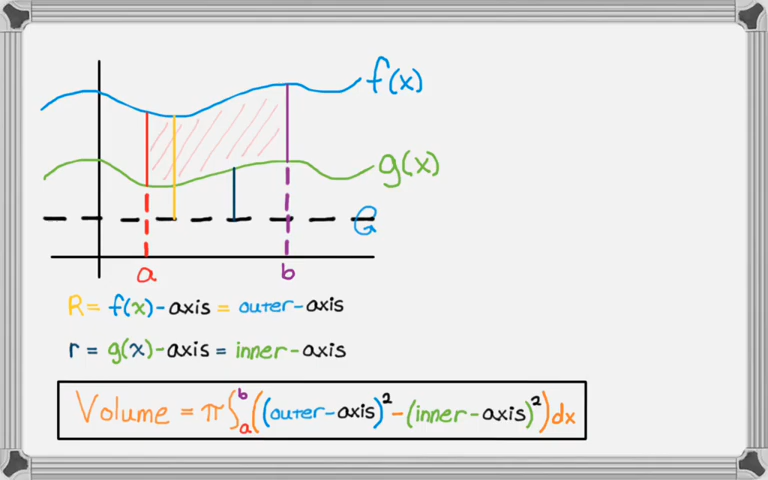 f(x)
g(x)
a
b
R = f(x)-axis = outer-axis
r = g(x)-axis = inner-axis
Volume = π∫ₐᵇ((outer-axis)²-(inner-axis)²)dx